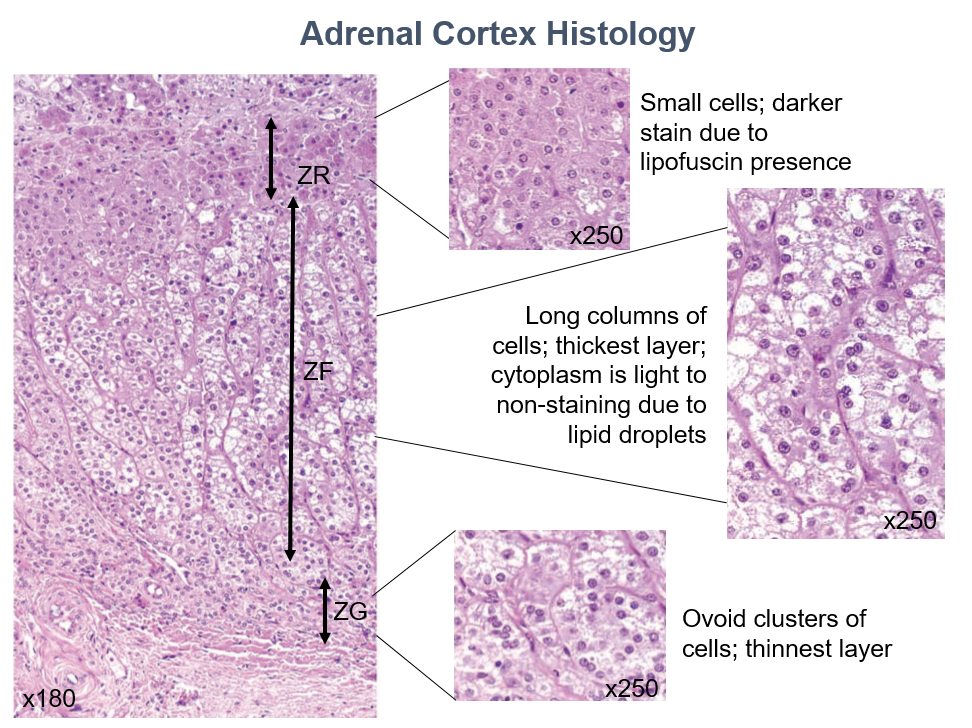 Adrenal Cortex Histology
Small cells; darker
stain due to
lipofuscin presence
ZR
x250
Long columns of
cells; thickest layer;
cytoplasm is light to
non-staining due to
lipid droplets
ZF
x250
ZG
Ovoid clusters of
cells; thinnest layer
x250
x180